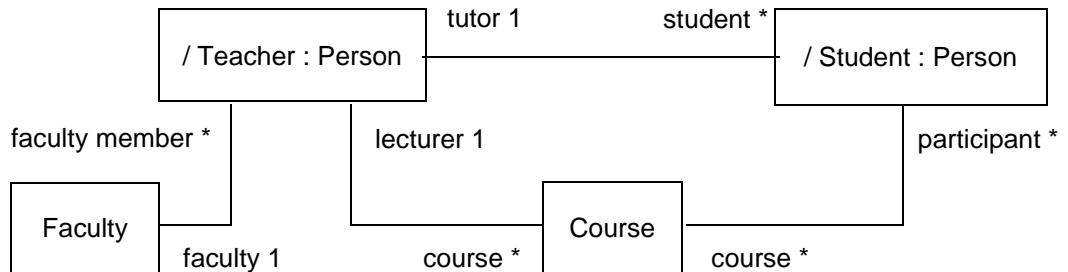 tutor 1
student *
/ Teacher : Person
/ Student : Person
faculty member *
lecturer 1
participant *
Faculty
Course
faculty 1
course *
course *